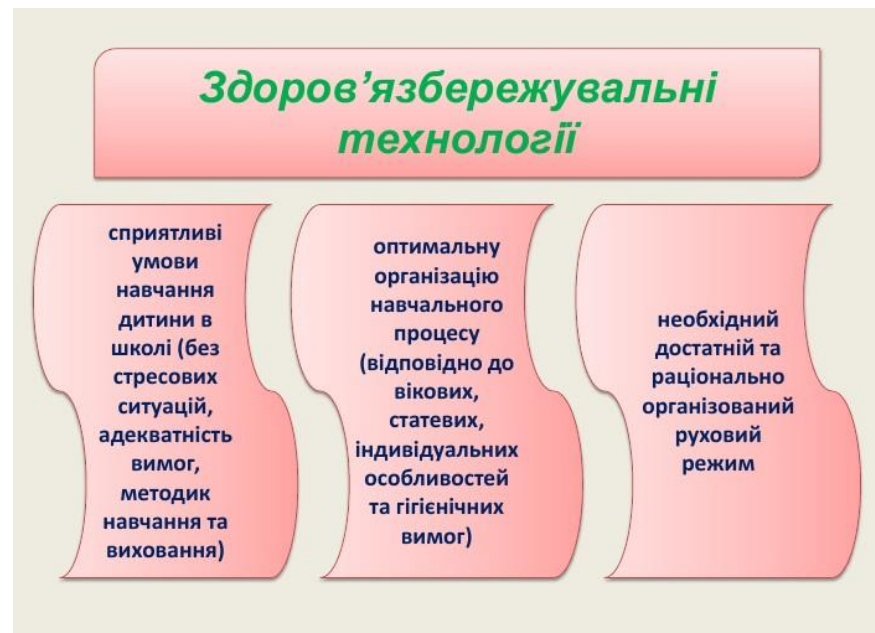 Здоров’язбережувальні
технології
сприятливі
умови
навчання
дитини в
школі (без
стресових
ситуацій,
адекватність
вимог,
методик
навчання та
виховання)
оптимальну
організацію
навчального
процесу
(відповідно до
вікових,
статевих,
індивідуальних
особливостей
та гігієнічних
вимог)
необхідний
достатній та
раціонально
організований
руховий
режим